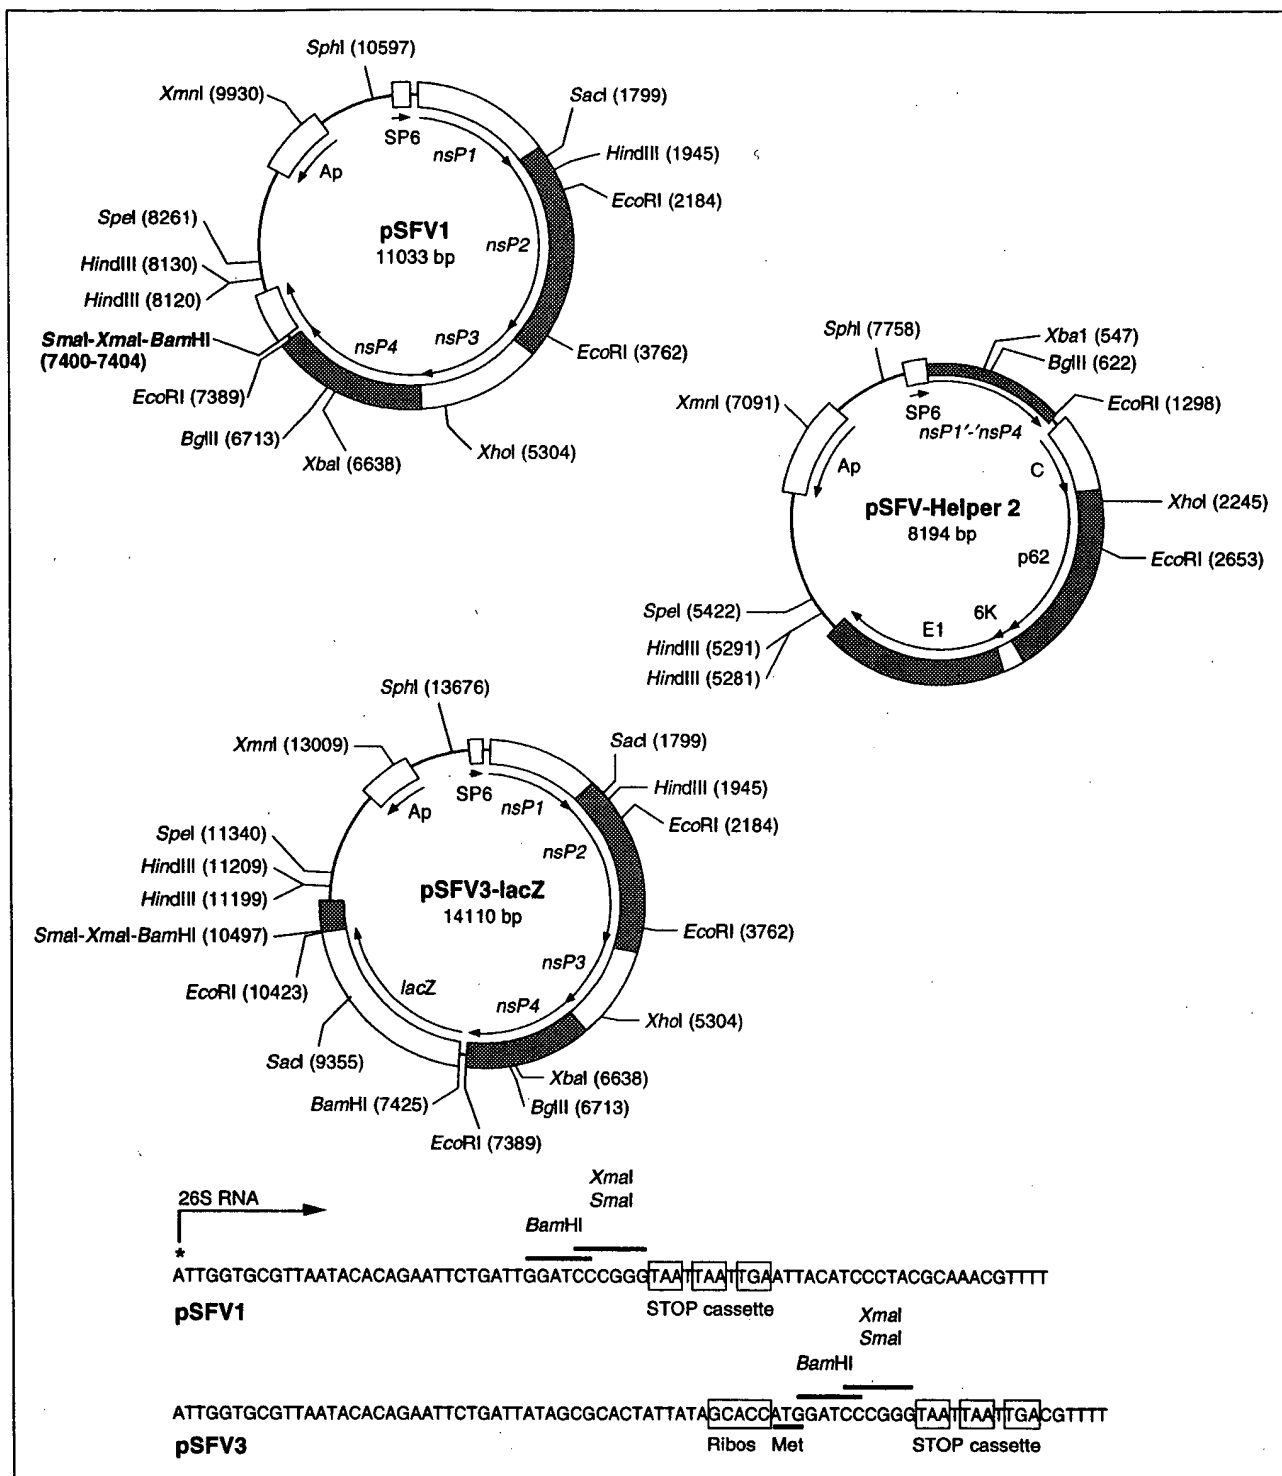 SphI (10597)
XmnI (9930)
SacI (1799)
SP6
nsP1
HindIII (1945)
Ap
EcoRI (2184)
SpeI (8261)
pSFV1
11033 bp
nsP2
HindIII (8130)
HindIII (8120)
SmaI-XmaI-BamHI
(7400-7404)
nsP4
nsP3
EcoRI (3762)
EcoRI (7389)
BglII (6713)
XbaI (6638)
XhoI (5304)
SphI (7758)
Xba1 (547)
BglII (622)
XmnI (7091)
SP6
EcoRI (1298)
nsP1'-'nsP4
Ap
C
pSFV-Helper 2
8194 bp
XhoI (2245)
p62
EcoRI (2653)
SpeI (5422)
6K
E1
HindIII (5291)
HindIII (5281)
SphI (13676)
XmnI (13009)
SacI (1799)
SP6
nsP1
HindIII (1945)
Ap
EcoRI (2184)
SpeI (11340)
nsP2
HindIII (11209)
pSFV3-lacZ
14110 bp
HindIII (11199)
SmaI-XmaI-BamHI (10497)
EcoRI (3762)
nsP3
EcoRI (10423)
lacZ
nsP4
XhoI (5304)
SacI (9355)
XbaI (6638)
BamHI (7425)
BglII (6713)
EcoRI (7389)
26S RNA
XmaI
SmaI
BamHI
*
ATTGGTGCGTTAATACACAGAATTCTGATTGGATCCCGGGTAATTAATTGAATTACATCCCTACGCAAACGTTTT
STOP cassette
pSFV1
XmaI
SmaI
BamHI
ATTGGTGCGTTAATACACAGAATTCTGATTATAGCGCACTATTATAGCACCATGGATCCCGGGTAATTAATTGACGTTTT
Ribos Met STOP cassette
pSFV3